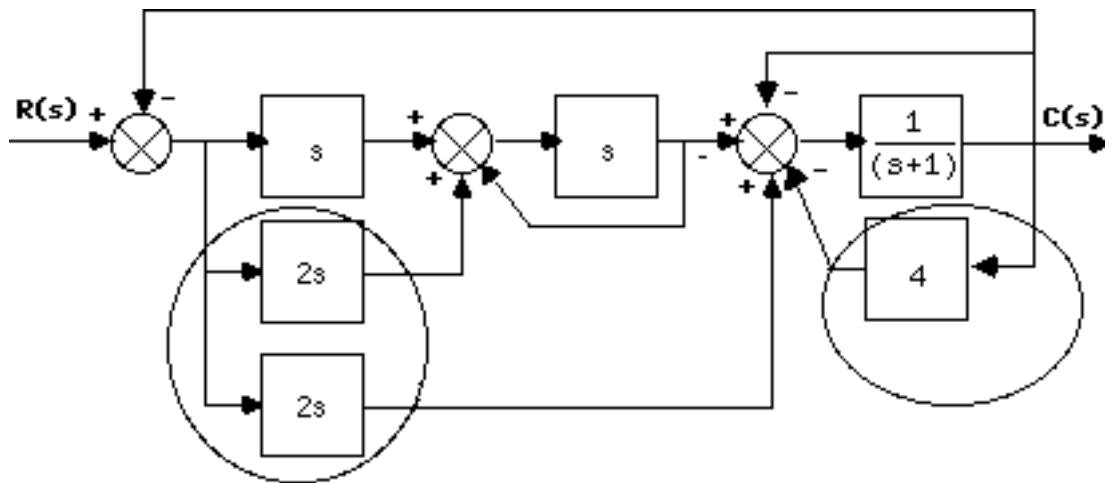 -
R(s) + -
s
+
+
s
+
-
-
+
-
1
(s+1)
C(s)
2s
4
2s